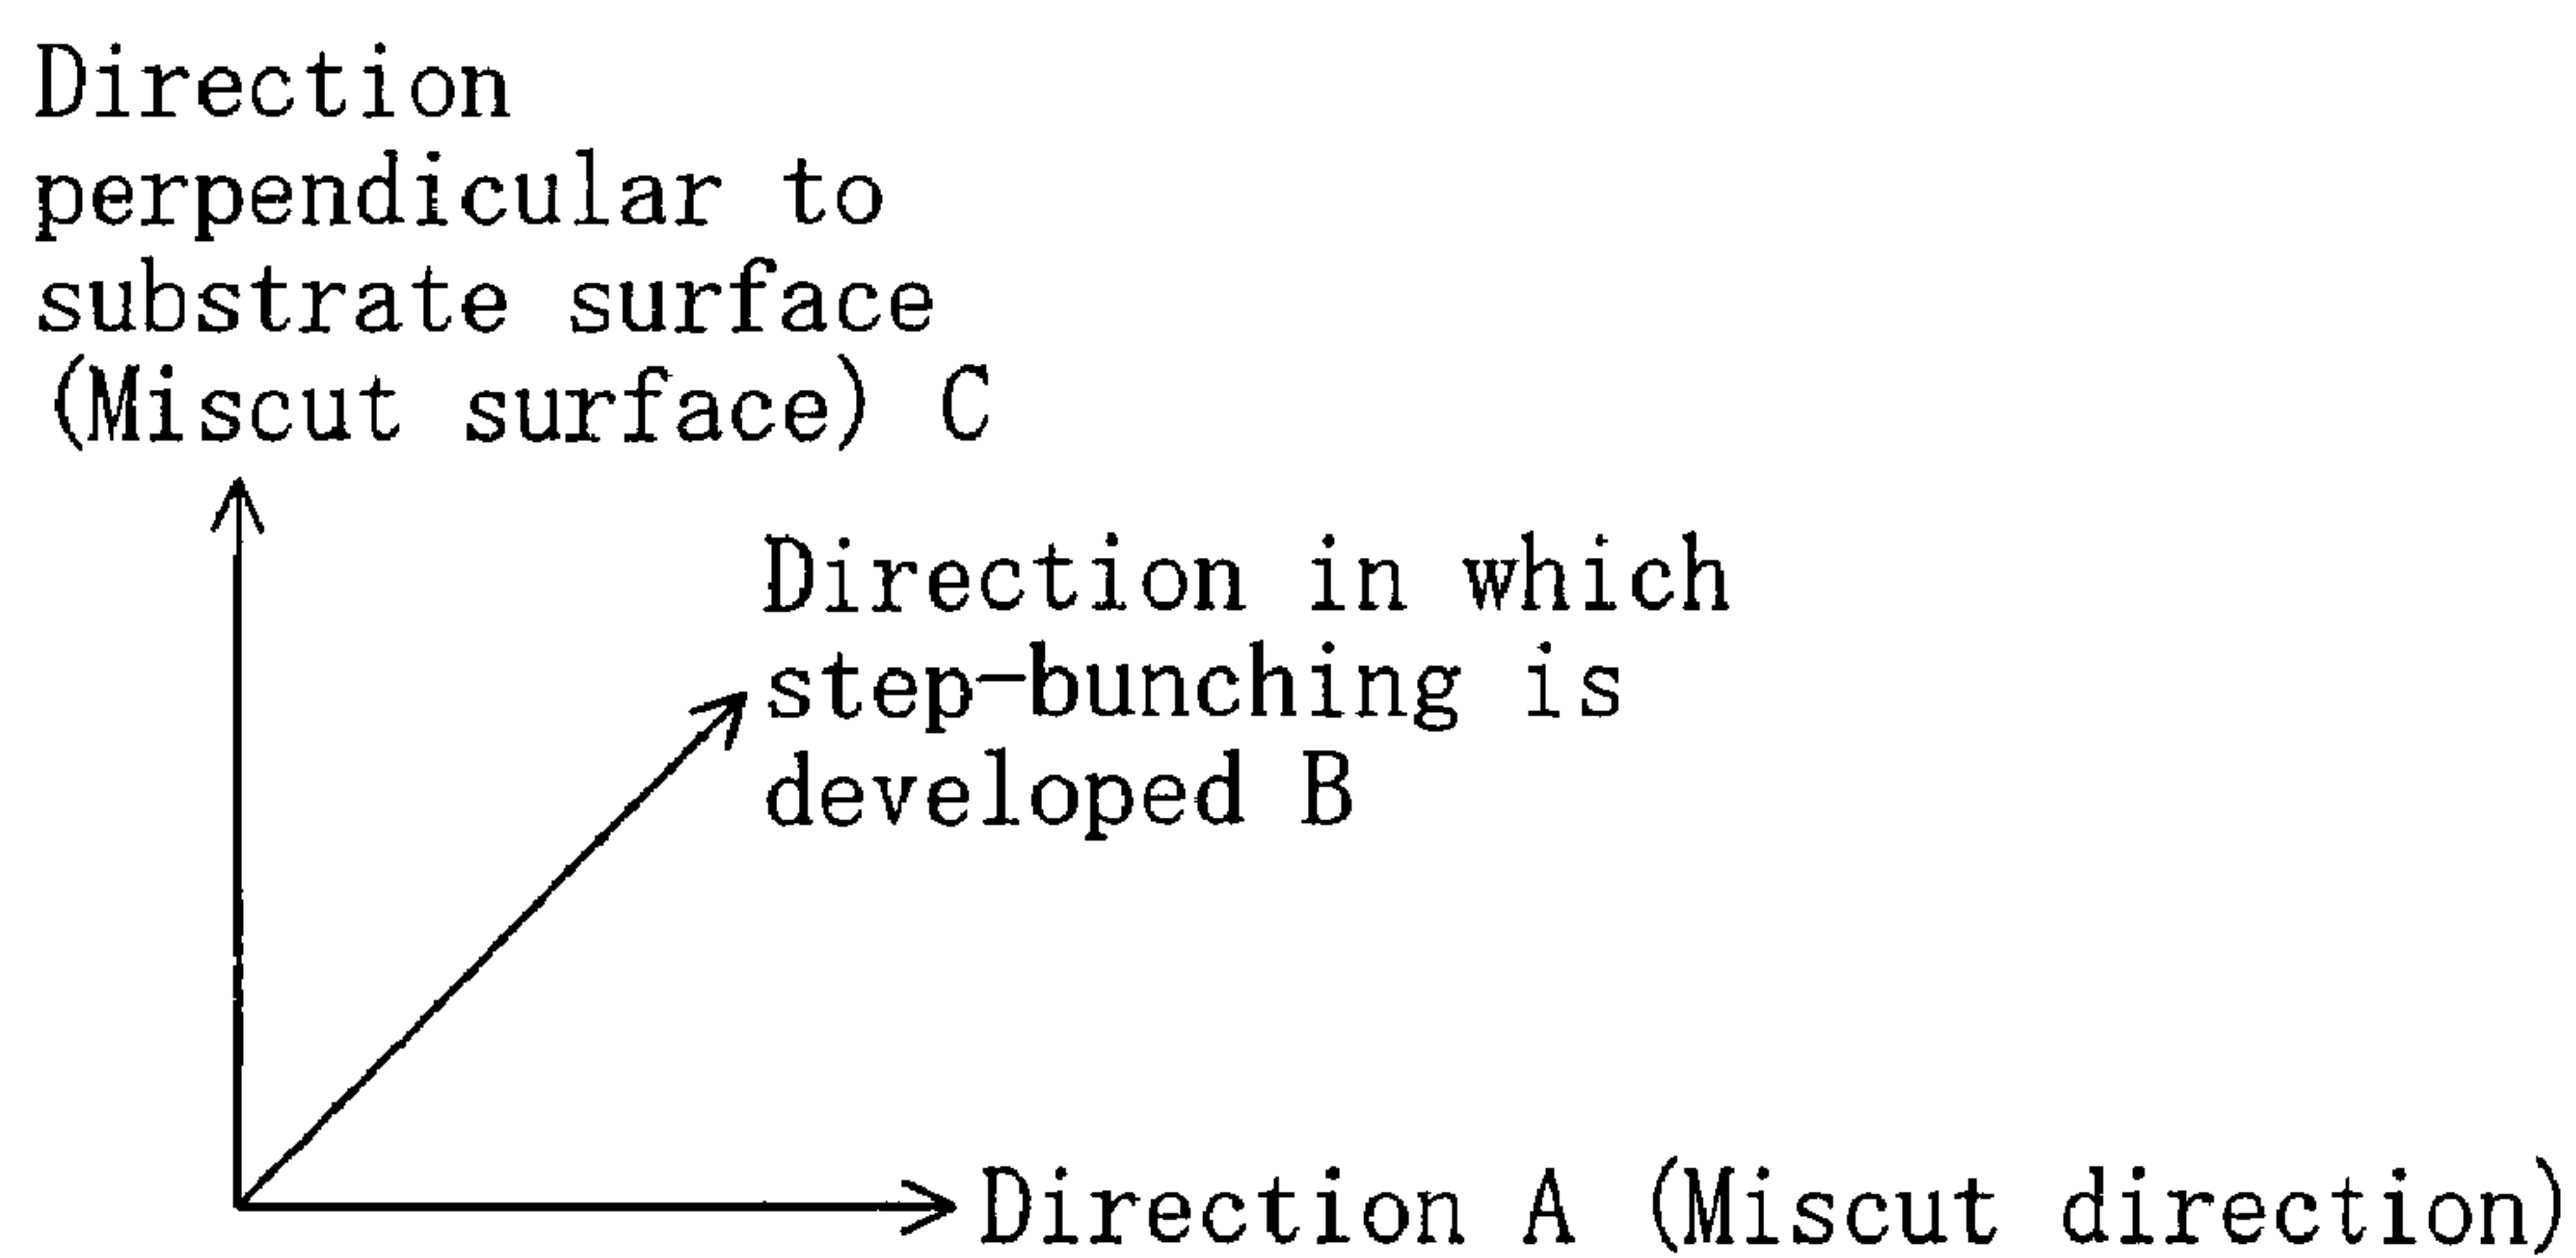 Direction
perpendicular to
substrate surface
(Miscut surface) C
Direction in which
step-bunching is
developed B
Direction A (Miscut direction)